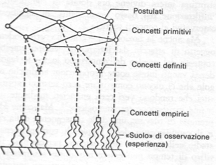 Postulati
Concetti primitivi
Concetti definiti
Concetti empirici
«Suolo» di osservazione
(esperienza)